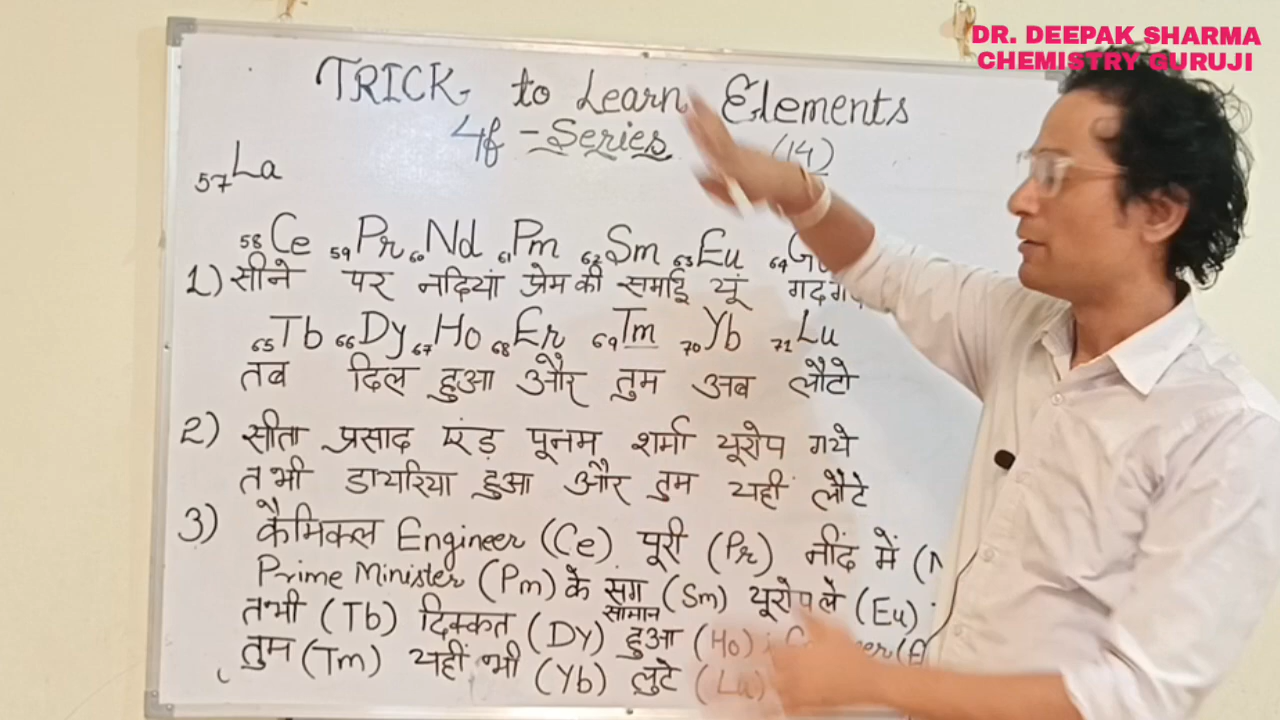 DR. DEEPAK SHARMA
CHEMISTRY GURUJI
TRICK to Learn Elements
4f - Series (14)
57La
58Ce 59Pr 60Nd 61Pm 62Sm 63Eu 64G
1) सीने पर नदियां प्रेम की समाई यूं गदग
65Tb 66Dy 67Ho 68Er 69Tm 70Yb 71Lu
तब दिल हुआ और तुम अब लौटो
2) सीता प्रसाद एंड़ पूनम शर्मा यूरोप गये
तभी डायरिया हुआ और तुम यहीं लौटे
3) कैमिकल Engineer (Ce) पूरी (Pr) नींद में (
Prime Minister (Pm) के संग (Sm) यूरोप ले (Eu)
सामान
तभी (Tb) दिक्कत (Dy) हुआ (Ho)
तुम (Tm) यहीं भी (Yb) लुटे (Lu)